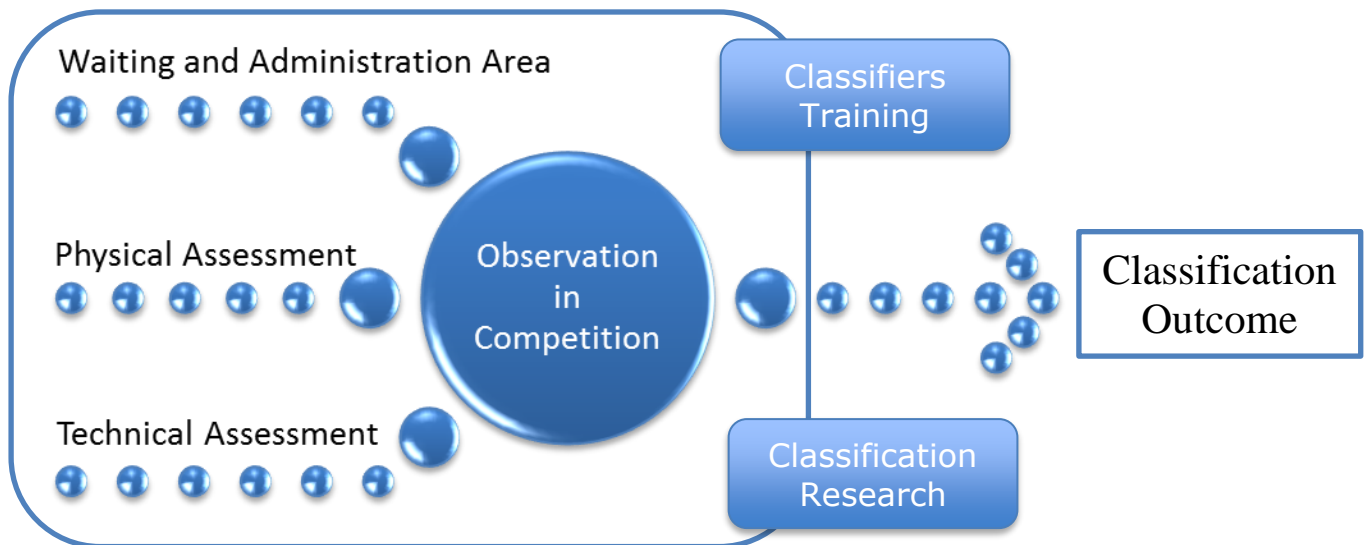 Waiting and Administration Area
Classifiers
Training
Physical Assessment
Observation
in
Competition
Classification
Outcome
Technical Assessment
Classification
Research